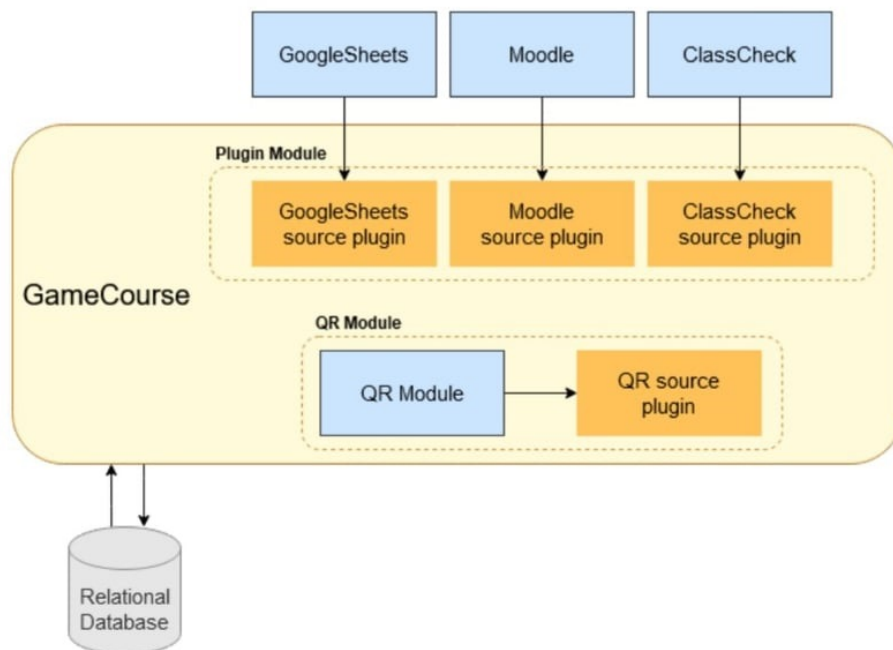 GoogleSheets
Moodle
ClassCheck
Plugin Module
GoogleSheets
source plugin
Moodle
source plugin
ClassCheck
source plugin
GameCourse
QR Module
QR Module
QR source
plugin
Relational
Database